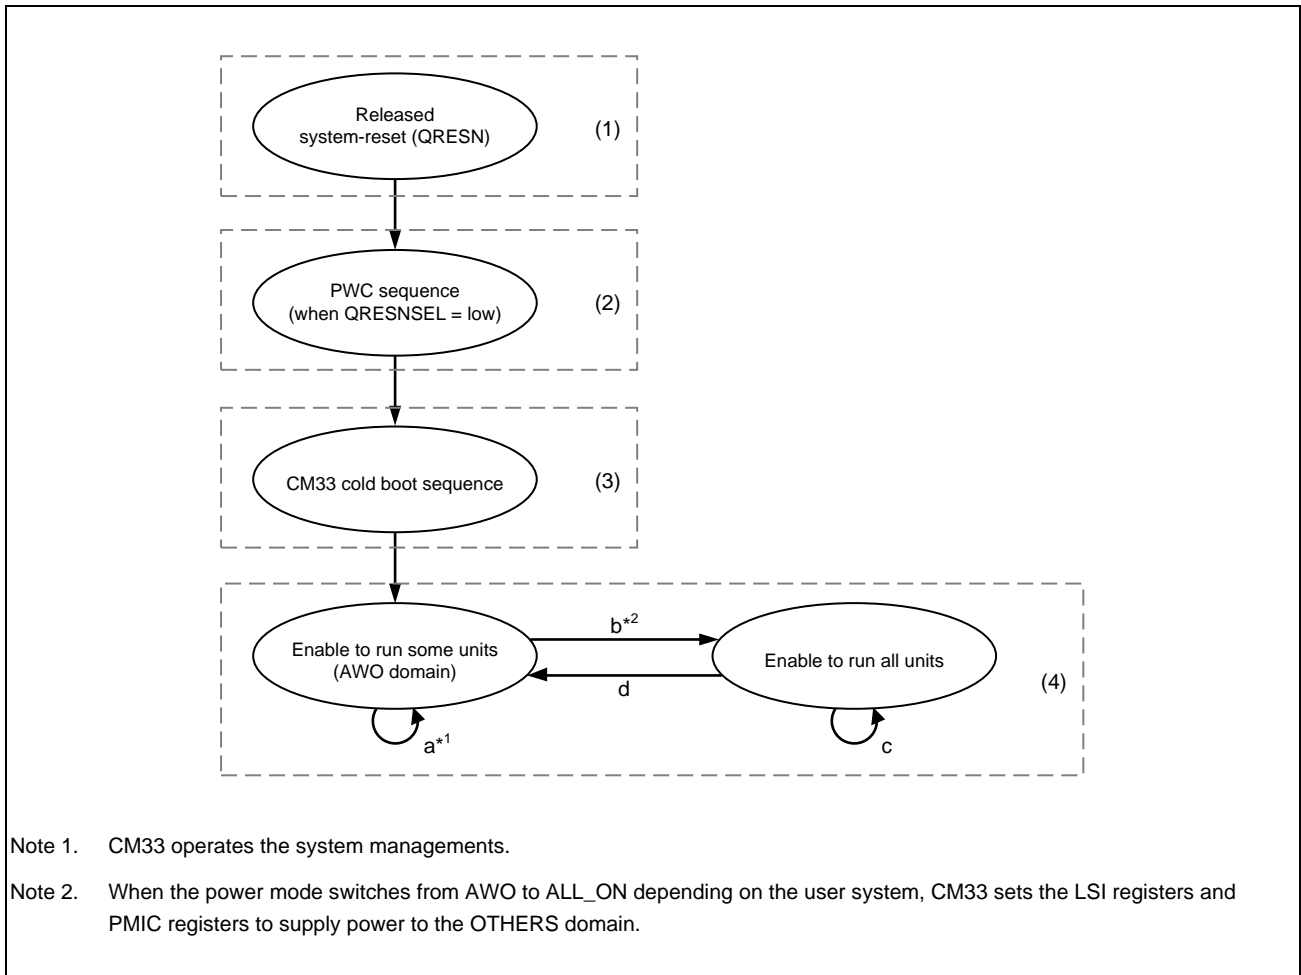 Released
system-reset (QRESN)
(1)
PWC sequence
(when QRESNSEL = low)
(2)
CM33 cold boot sequence
(3)
Enable to run some units
(AWO domain)
b*2
d
Enable to run all units
(4)
a*1
c
Note 1. CM33 operates the system managements.
Note 2. When the power mode switches from AWO to ALL_ON depending on the user system, CM33 sets the LSI registers and
PMIC registers to supply power to the OTHERS domain.